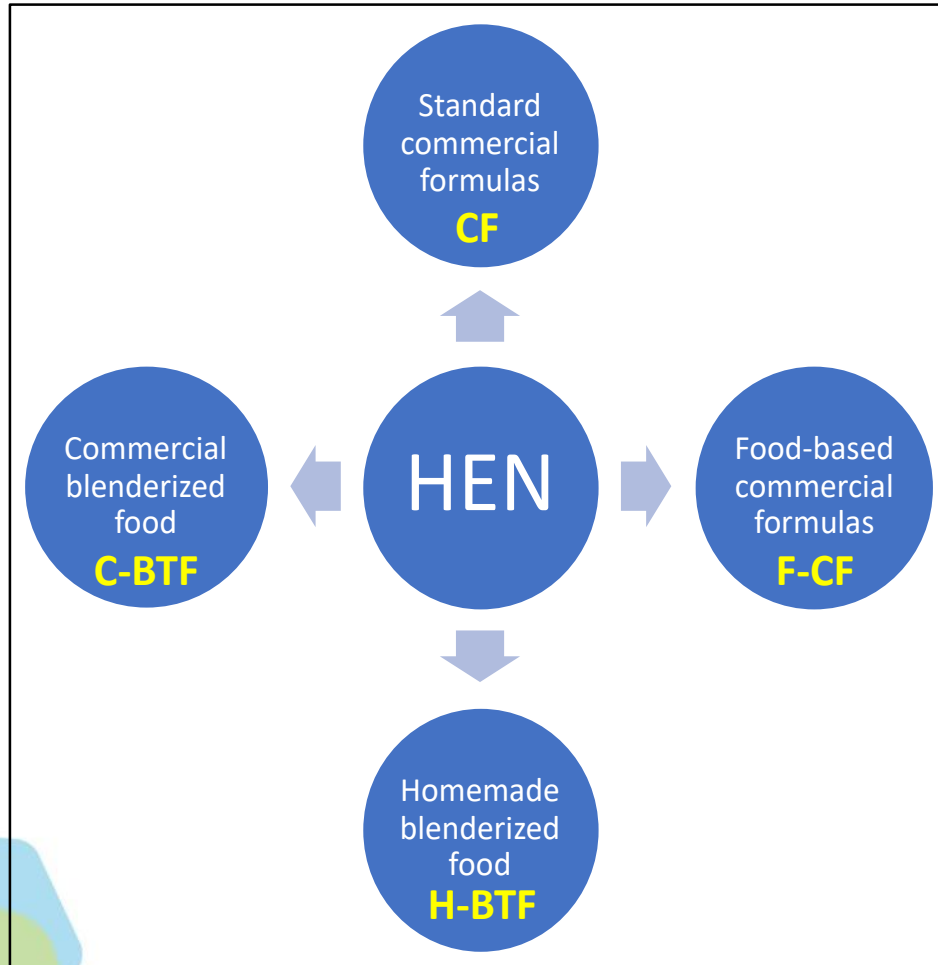 Standard
commercial
formulas
CF
Commercial
blenderized
food
C-BTF
HEN
Food-based
commercial
formulas
F-CF
Homemade
blenderized
food
H-BTF